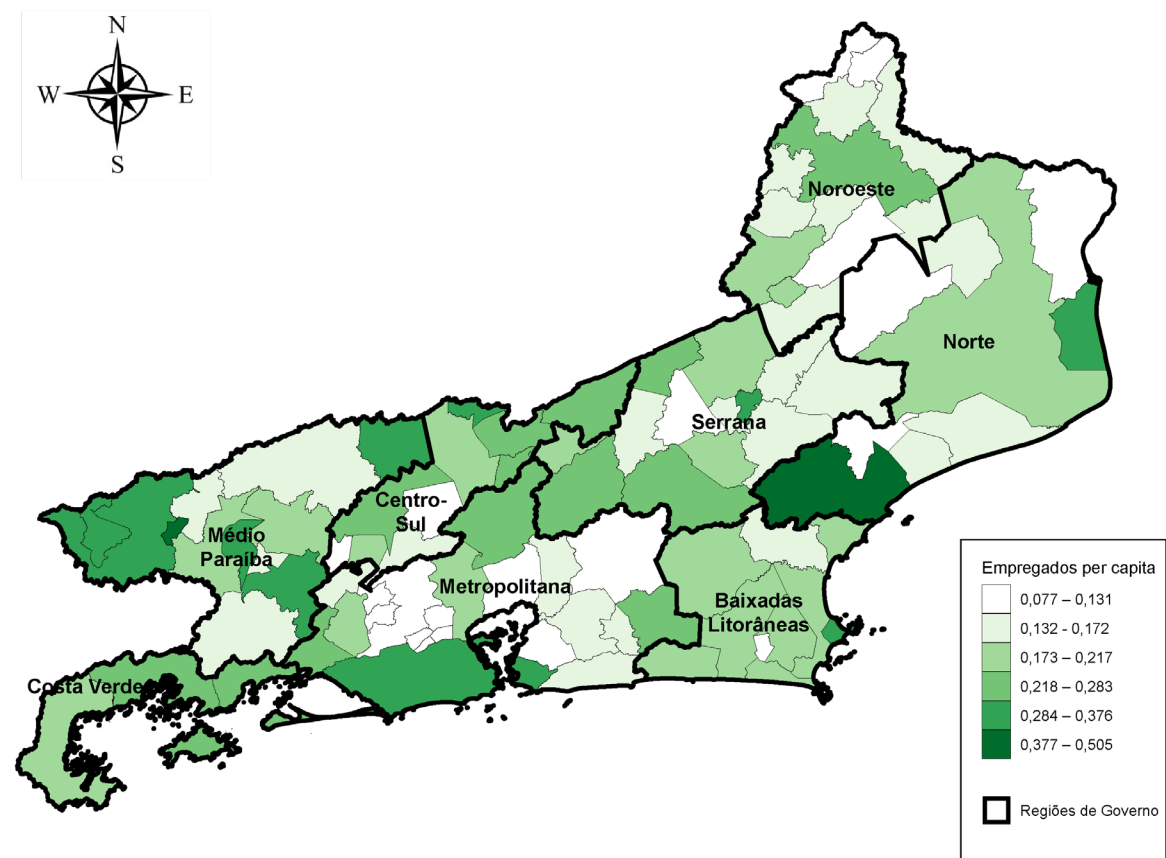 N
W E
S
Noroeste
Norte
Serrana
Centro-
Sul
Médio
Paraíba
Metropolitana
Baixadas
Litorâneas
Costa Verde
Empregados per capita
0,077 – 0,131
0,132 - 0,172
0,173 – 0,217
0,218 – 0,283
0,284 – 0,376
0,377 – 0,505
Regiões de Governo